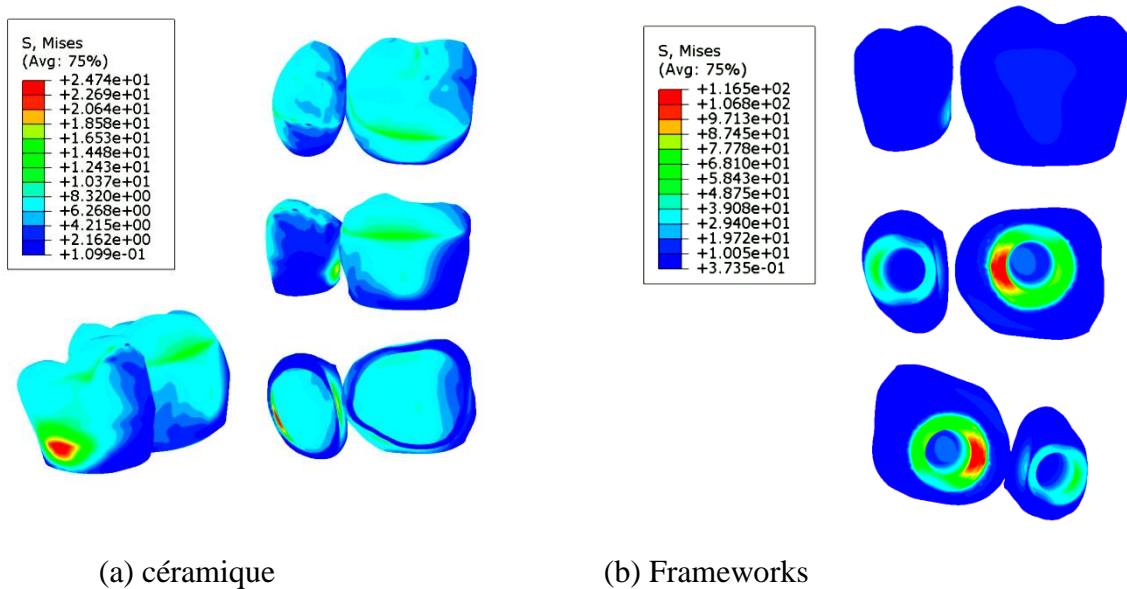 S, Mises
(Avg: 75%)
+2.474e+01
+2.269e+01
+2.064e+01
+1.858e+01
+1.653e+01
+1.448e+01
+1.243e+01
+1.037e+01
+8.320e+00
+6.268e+00
+4.215e+00
+2.162e+00
+1.099e-01
S, Mises
(Avg: 75%)
+1.165e+02
+1.068e+02
+9.713e+01
+8.745e+01
+7.778e+01
+6.810e+01
+5.843e+01
+4.875e+01
+3.908e+01
+2.940e+01
+1.972e+01
+1.005e+01
+3.735e-01
(a) céramique
(b) Frameworks